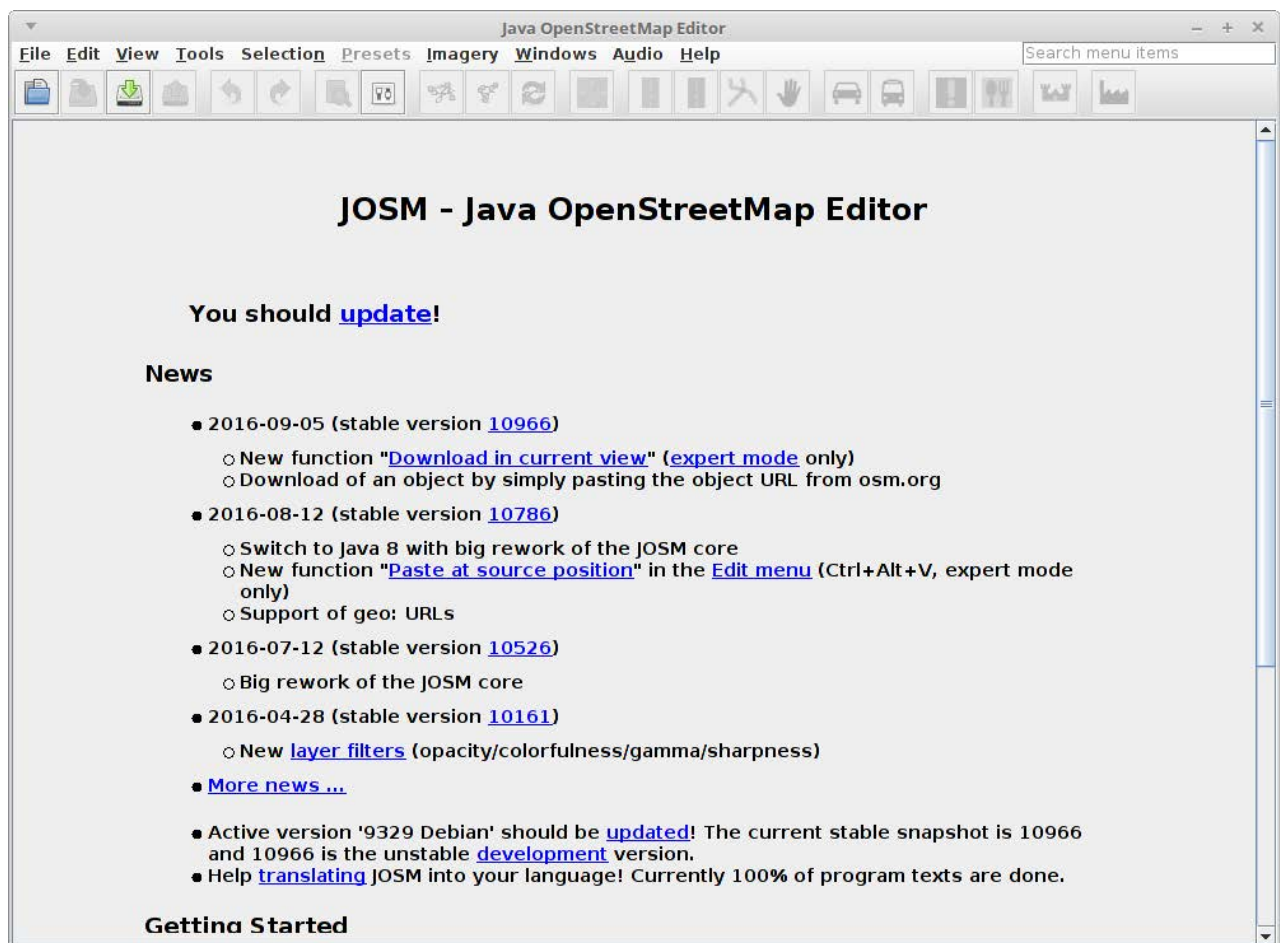 Java OpenStreetMap Editor
File Edit View Tools Selection Presets Imagery Windows Audio Help Search menu items
JOSM – Java OpenStreetMap Editor
You should update!
News
2016-09-05 (stable version 10966)
New function "Download in current view" (expert mode only)
Download of an object by simply pasting the object URL from osm.org
2016-08-12 (stable version 10786)
Switch to Java 8 with big rework of the JOSM core
New function "Paste at source position" in the Edit menu (Ctrl+Alt+V, expert mode
only)
Support of geo: URLs
2016-07-12 (stable version 10526)
Big rework of the JOSM core
2016-04-28 (stable version 10161)
New layer filters (opacity/colorfulness/gamma/sharpness)
More news ...
Active version '9329 Debian' should be updated! The current stable snapshot is 10966
and 10966 is the unstable development version.
Help translating JOSM into your language! Currently 100% of program texts are done.
Getting Started